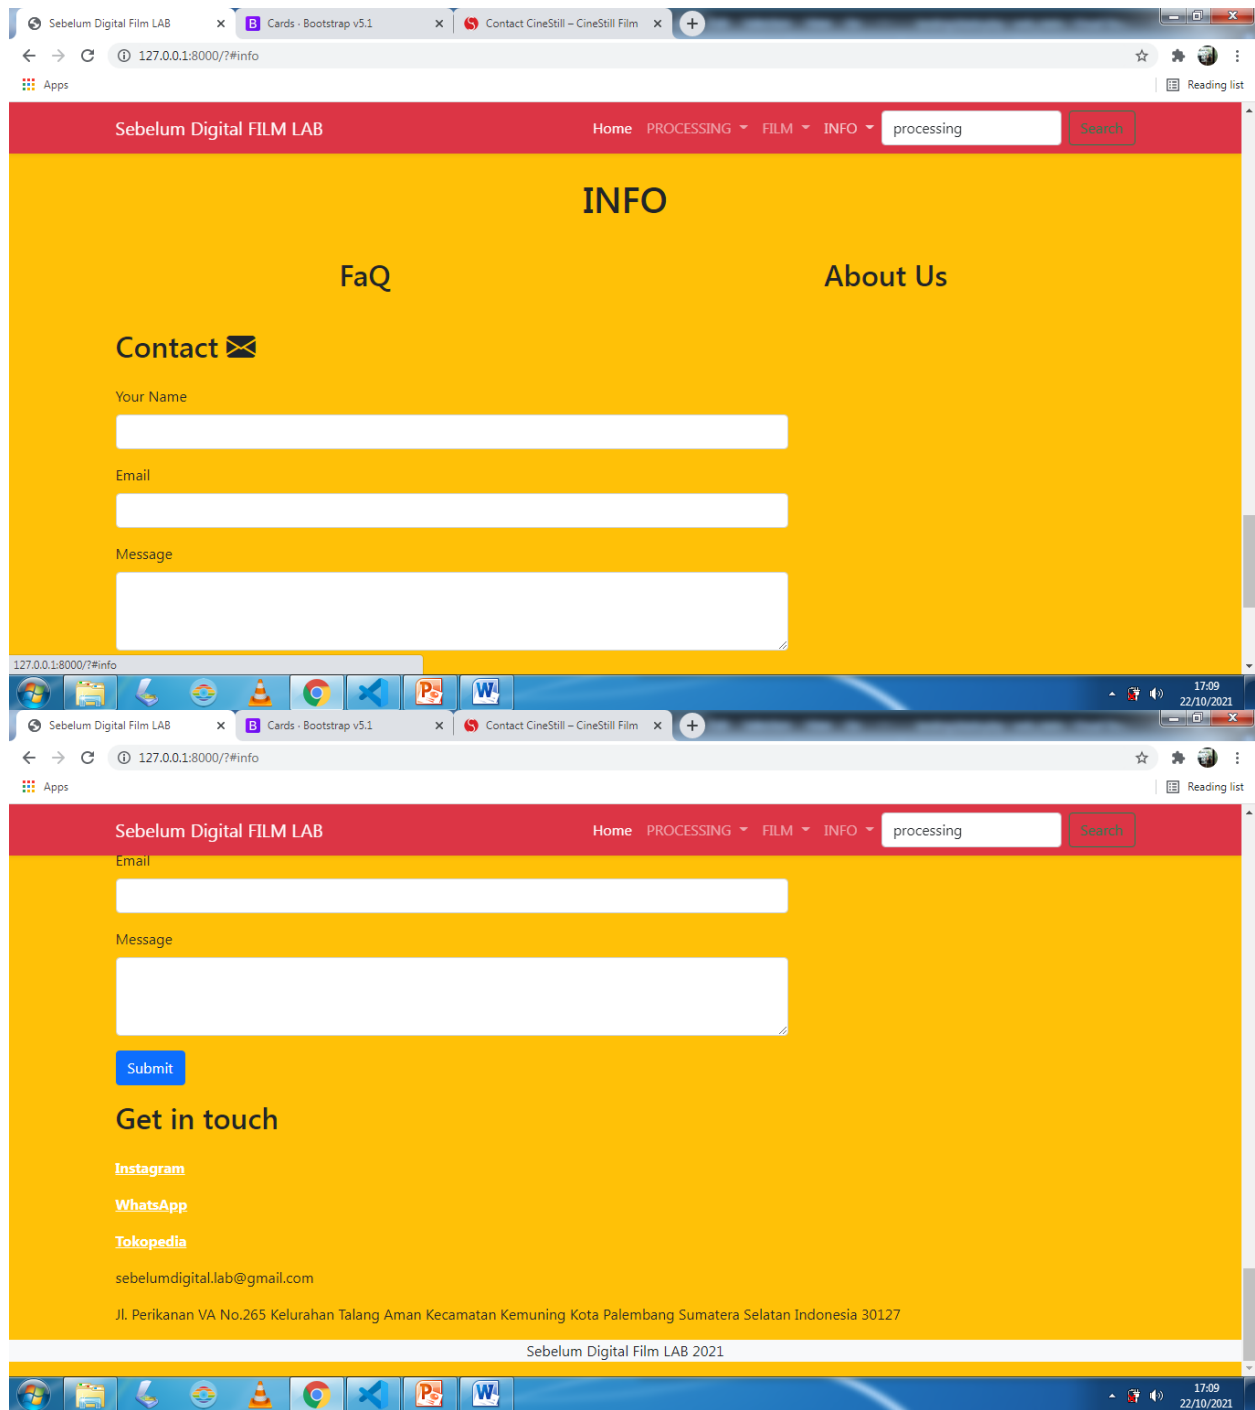 Sebelum Digital Film LAB
Cards · Bootstrap v5.1
Contact CineStill – CineStill Film
127.0.0.1:8000/?#info
Apps
Reading list
Sebelum Digital FILM LAB
Home PROCESSING FILM INFO processing Search
INFO
FaQ
About Us
Contact
Your Name
Email
Message
127.0.0.1:8000/?#info
17:09
22/10/2021
Sebelum Digital Film LAB
Cards · Bootstrap v5.1
Contact CineStill – CineStill Film
127.0.0.1:8000/?#info
Apps
Reading list
Sebelum Digital FILM LAB
Home PROCESSING FILM INFO processing Search
Email
Message
Submit
Get in touch
Instagram
WhatsApp
Tokopedia
sebelumdigital.lab@gmail.com
Jl. Perikanan VA No.265 Kelurahan Talang Aman Kecamatan Kemuning Kota Palembang Sumatera Selatan Indonesia 30127
Sebelum Digital Film LAB 2021
17:09
22/10/2021